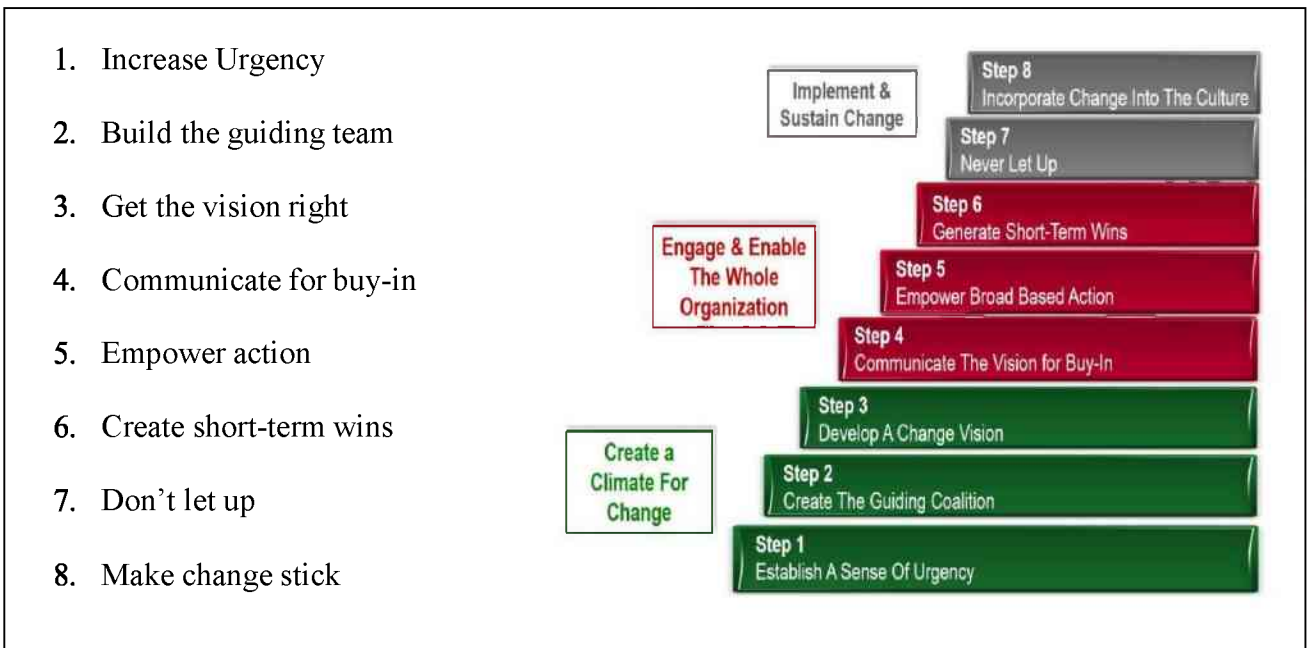 1. Increase Urgency
2. Build the guiding team
3. Get the vision right
4. Communicate for buy-in
5. Empower action
6. Create short-term wins
7. Don't let up
8. Make change stick
Implement &
Sustain Change
Step 8
Incorporate Change Into The Culture
Step 7
Never Let Up
Engage & Enable
The Whole
Organization
Step 6
Generate Short-Term Wins
Step 5
Empower Broad Based Action
Step 4
Communicate The Vision for Buy-In
Create a
Climate For
Change
Step 3
Develop A Change Vision
Step 2
Create The Guiding Coalition
Step 1
Establish A Sense Of Urgency